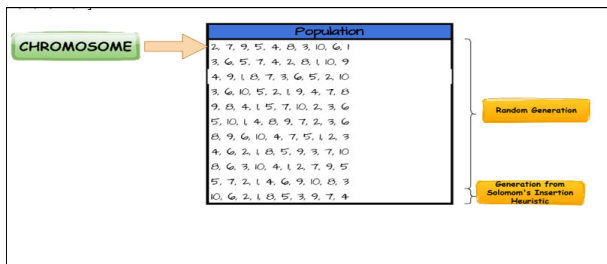 Population
CHROMOSOME
2, 7, 9, 5, 4, 8, 3, 10, 6, 1
3, 6, 5, 7, 4, 2, 8, 1, 10, 9
4, 9, 1, 8, 7, 3, 6, 5, 2, 10
3, 6, 10, 5, 2, 1, 9, 4, 7, 8
9, 8, 4, 1, 5, 7, 10, 2, 3, 6
5, 10, 1, 4, 8, 9, 7, 2, 3, 6
8, 9, 6, 10, 4, 7, 5, 1, 2, 3
4, 6, 2, 1, 8, 5, 9, 3, 7, 10
8, 6, 3, 10, 4, 1, 2, 7, 9, 5
5, 7, 2, 1, 4, 6, 9, 10, 8, 3
10, 6, 2, 1, 8, 5, 3, 9, 7, 4
Random Generation
Generation from
Solomom's Insertion
Heuristic